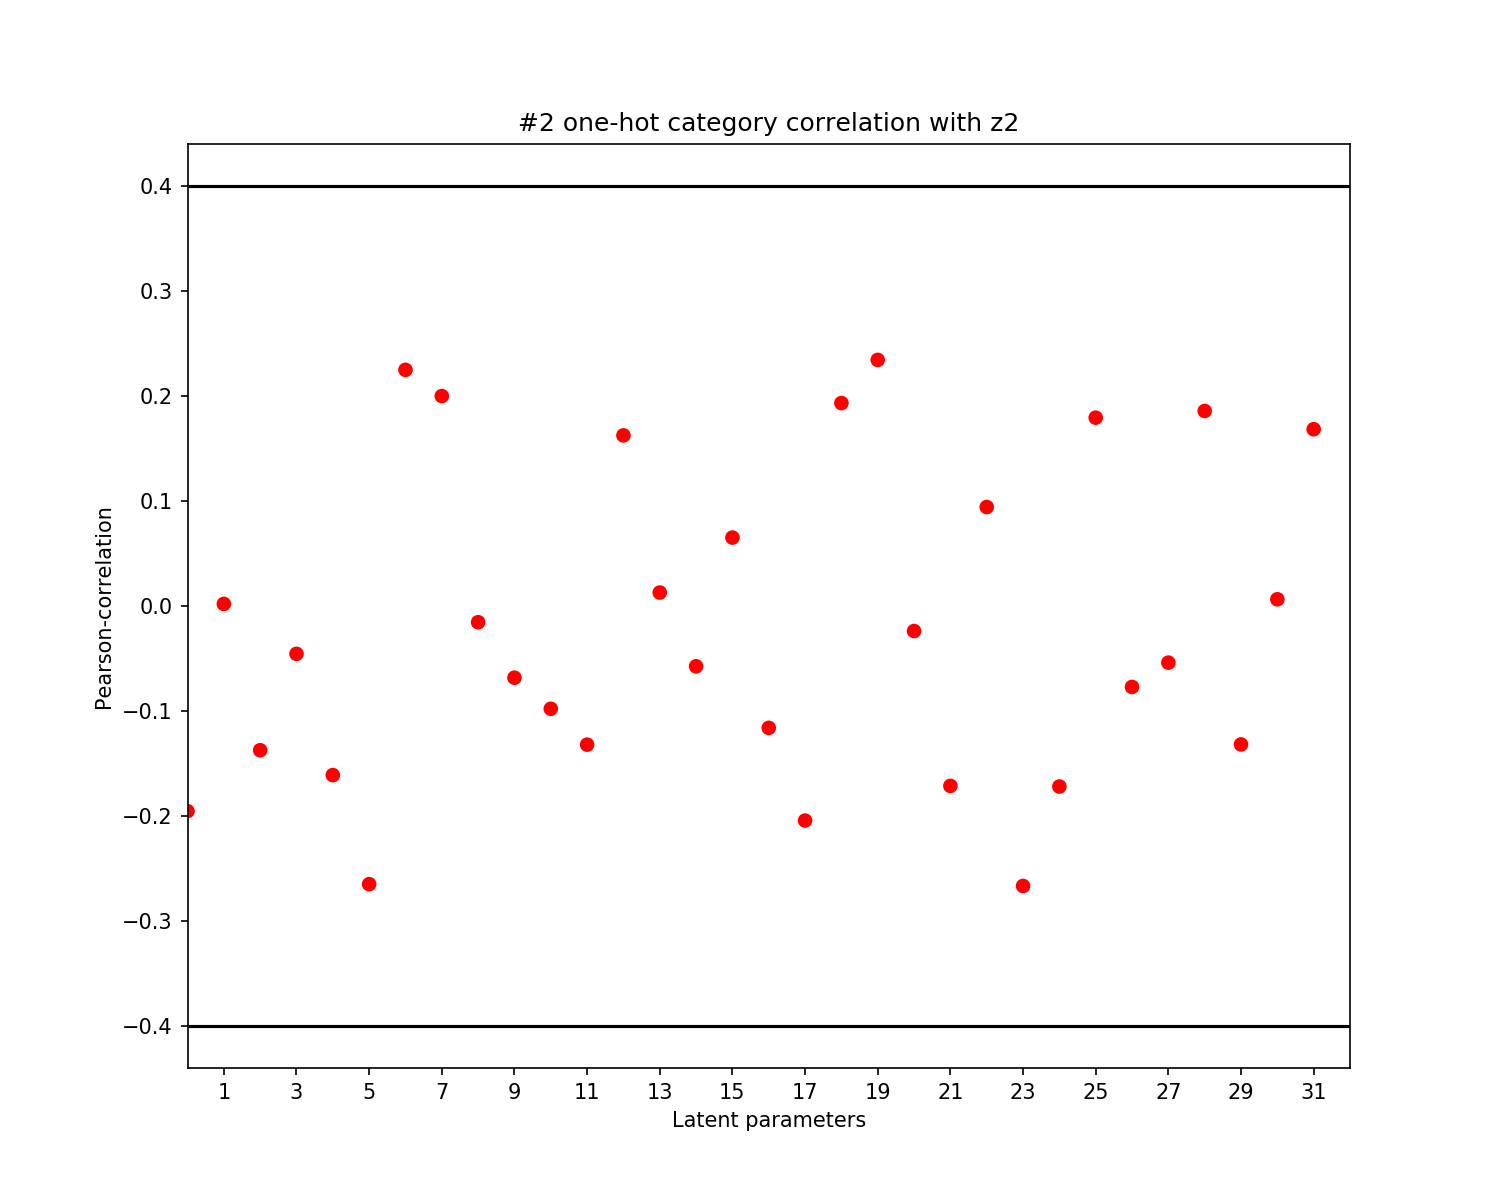 #2 one-hot category correlation with z2
0.4
0.3
0.2
0.1
0.0
−0.1
−0.2
−0.3
−0.4
Pearson-correlation
1 3 5 7 9 11 13 15 17 19 21 23 25 27 29 31
Latent parameters